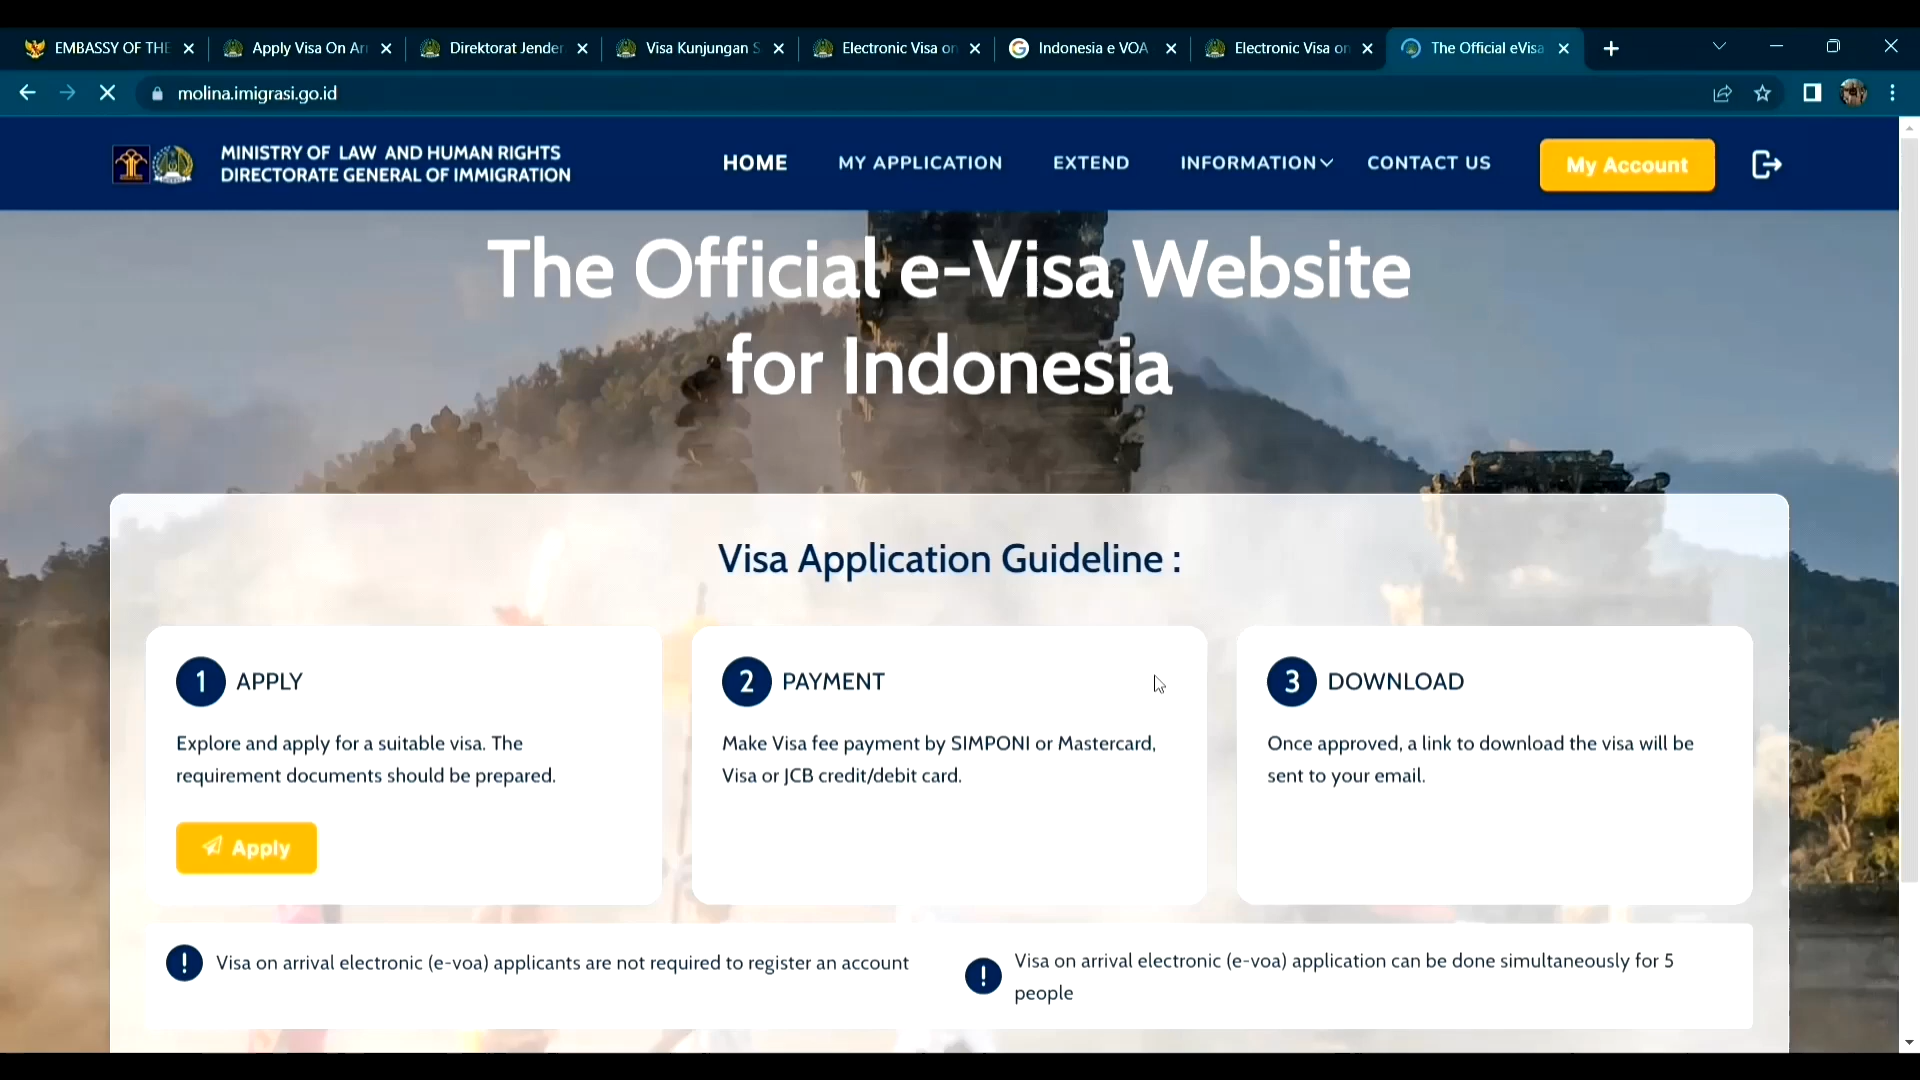 EMBASSY OF THE
Apply Visa On Arr
Direktorat Jender
Visa Kunjungan S
Electronic Visa on
Indonesia e VOA
Electronic Visa on
The Official eVisa
molina.imigrasi.go.id
MINISTRY OF LAW AND HUMAN RIGHTS
DIRECTORATE GENERAL OF IMMIGRATION
HOME
MY APPLICATION
EXTEND
INFORMATION
CONTACT US
My Account
The Official e-Visa Website
for Indonesia
Visa Application Guideline :
1 APPLY
Explore and apply for a suitable visa. The
requirement documents should be prepared.
Apply
2 PAYMENT
Make Visa fee payment by SIMPONI or Mastercard,
Visa or JCB credit/debit card.
3 DOWNLOAD
Once approved, a link to download the visa will be
sent to your email.
! Visa on arrival electronic (e-voa) applicants are not required to register an account
! Visa on arrival electronic (e-voa) application can be done simultaneously for 5
people